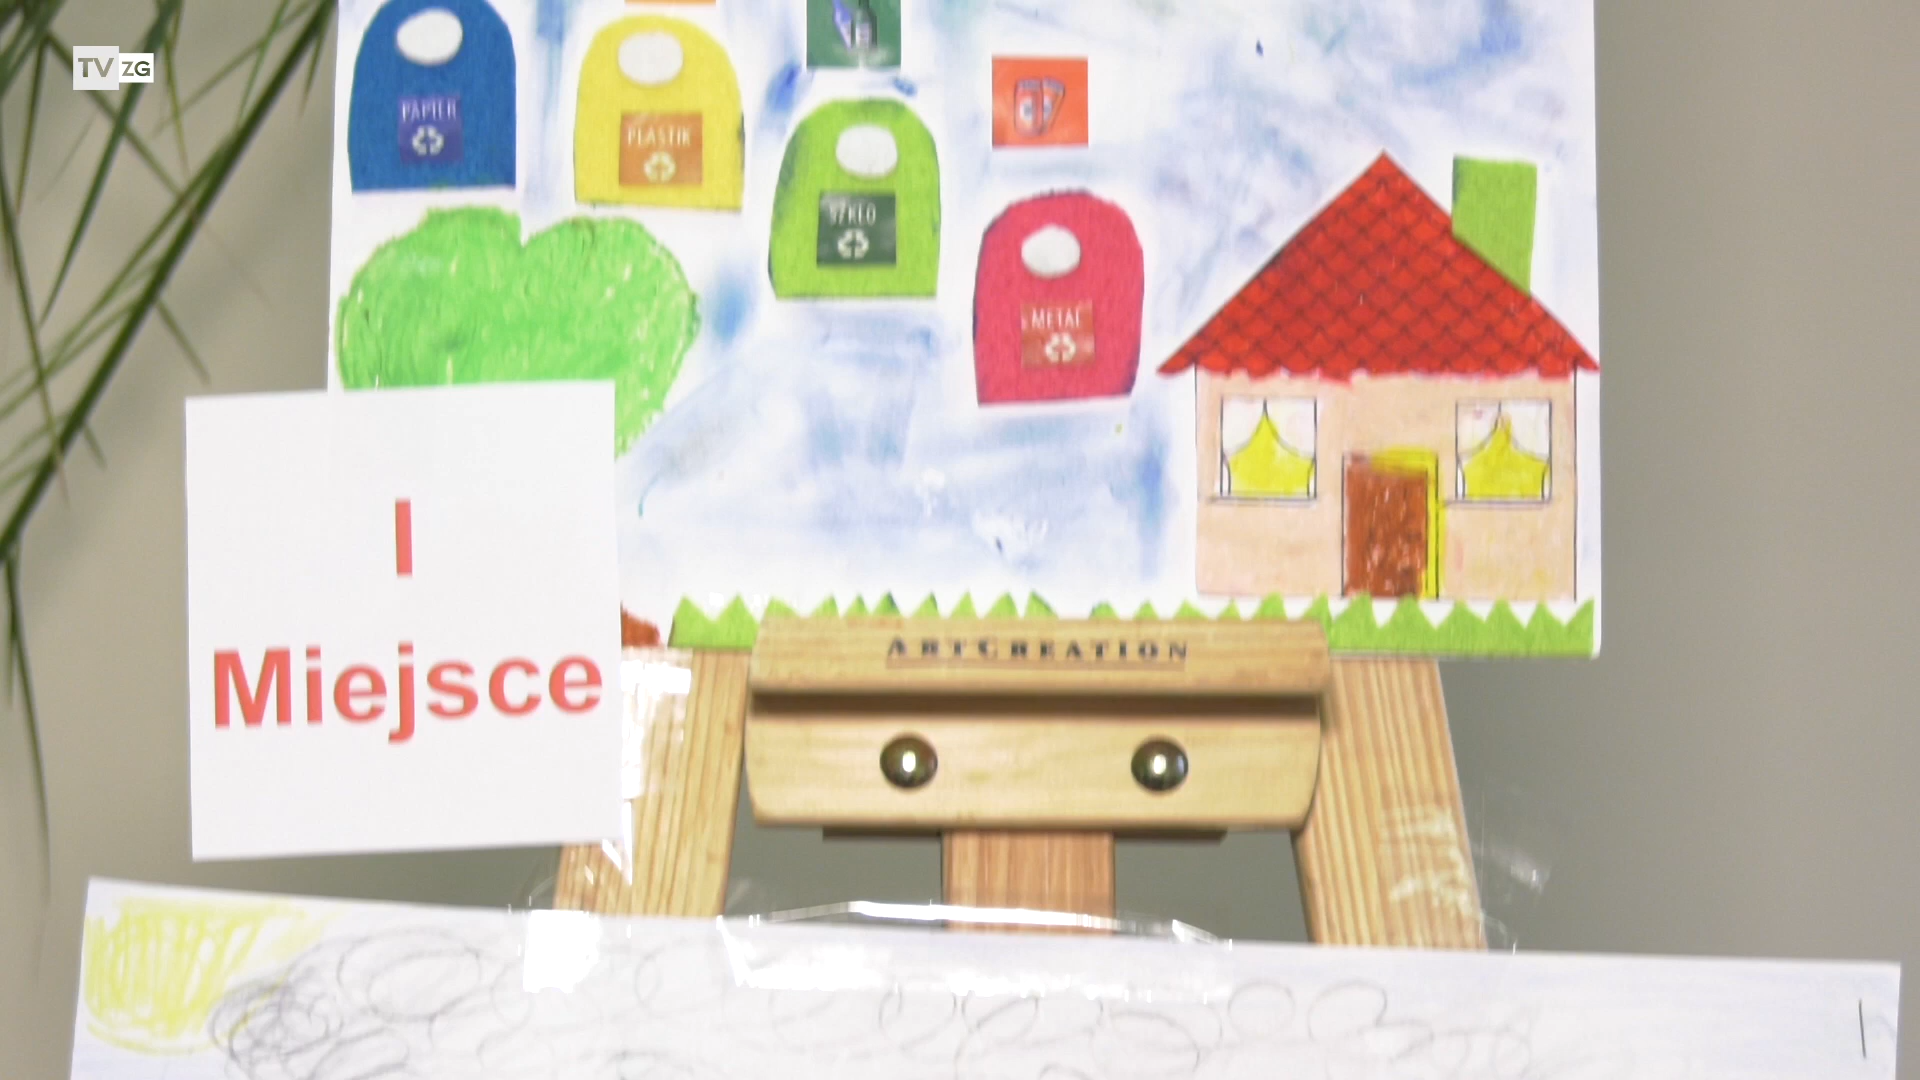 TV ZG
PAPIER
PLASTIK
SZKŁO
METAL
I
Miejsce
ARTCREATION